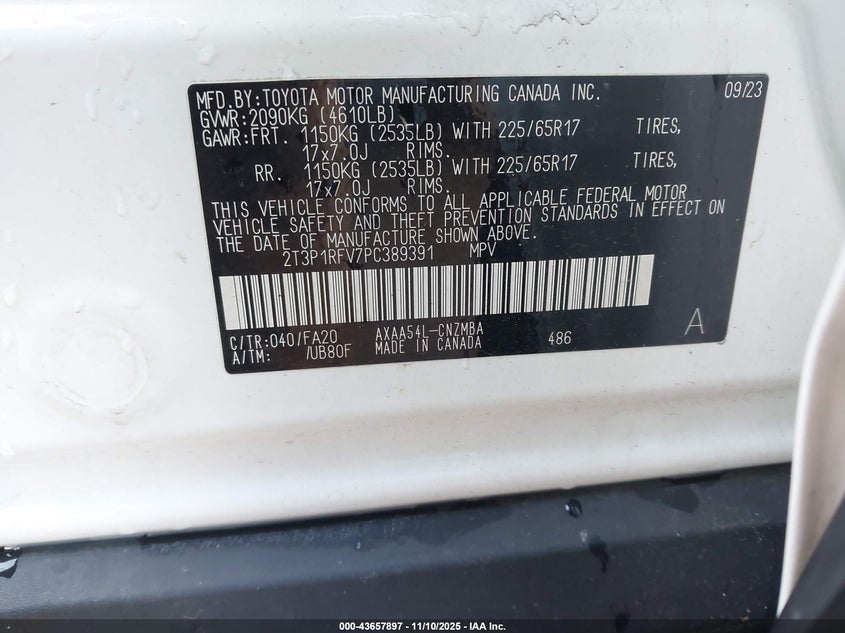 MFD.BY:TOYOTA MOTOR MANUFACTURING CANADA INC. 09/23
GVWR:2090KG (4610LB)
GAWR:FRT. 1150KG (2535LB) WITH 225/65R17 TIRES,
17x7.0J RIMS.
RR. 1150KG (2535LB) WITH 225/65R17 TIRES,
17x7.0J RIMS.
THIS VEHICLE CONFORMS TO ALL APPLICABLE FEDERAL MOTOR
VEHICLE SAFETY AND THEFT PREVENTION STANDARDS IN EFFECT ON
THE DATE OF MANUFACTURE SHOWN ABOVE.
2T3P1RFV7PC389391 MPV
C/TR:040/FA20 AXAA54L-CNZMBA 486 A
A/TM: /UB80F MADE IN CANADA
000-43657897 - 11/10/2025 - IAA Inc.